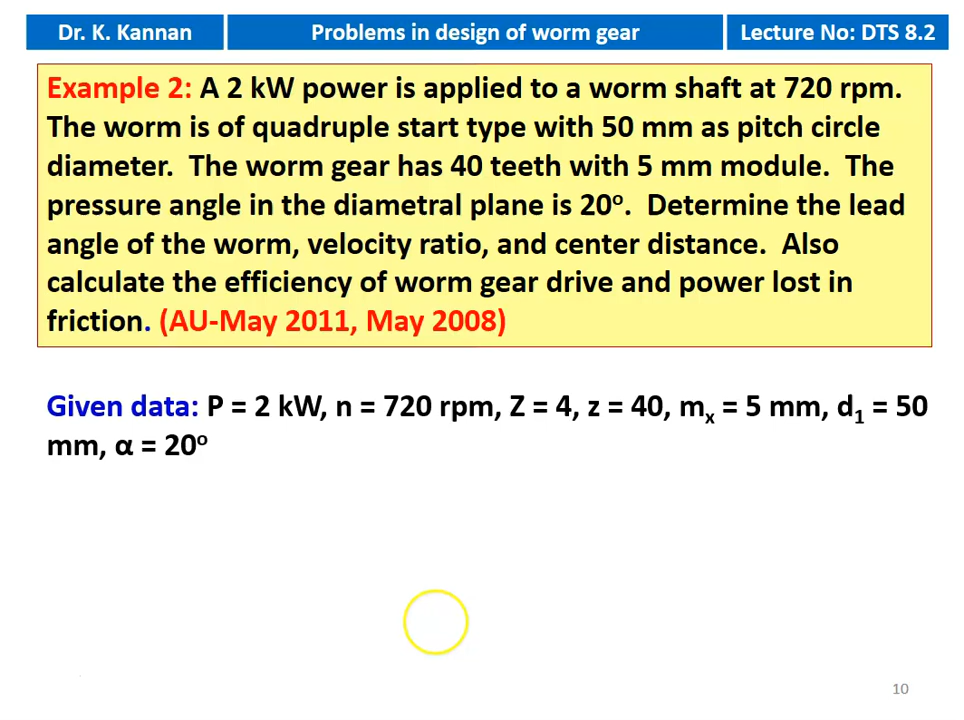 Dr. K. Kannan
Problems in design of worm gear
Lecture No: DTS 8.2
Example 2: A 2 kW power is applied to a worm shaft at 720 rpm.
The worm is of quadruple start type with 50 mm as pitch circle
diameter. The worm gear has 40 teeth with 5 mm module. The
pressure angle in the diametral plane is 20º. Determine the lead
angle of the worm, velocity ratio, and center distance. Also
calculate the efficiency of worm gear drive and power lost in
friction. (AU-May 2011, May 2008)
Given data: P = 2 kW, n = 720 rpm, Z = 4, z = 40, mₓ = 5 mm, d₁ = 50
mm, α = 20º
10